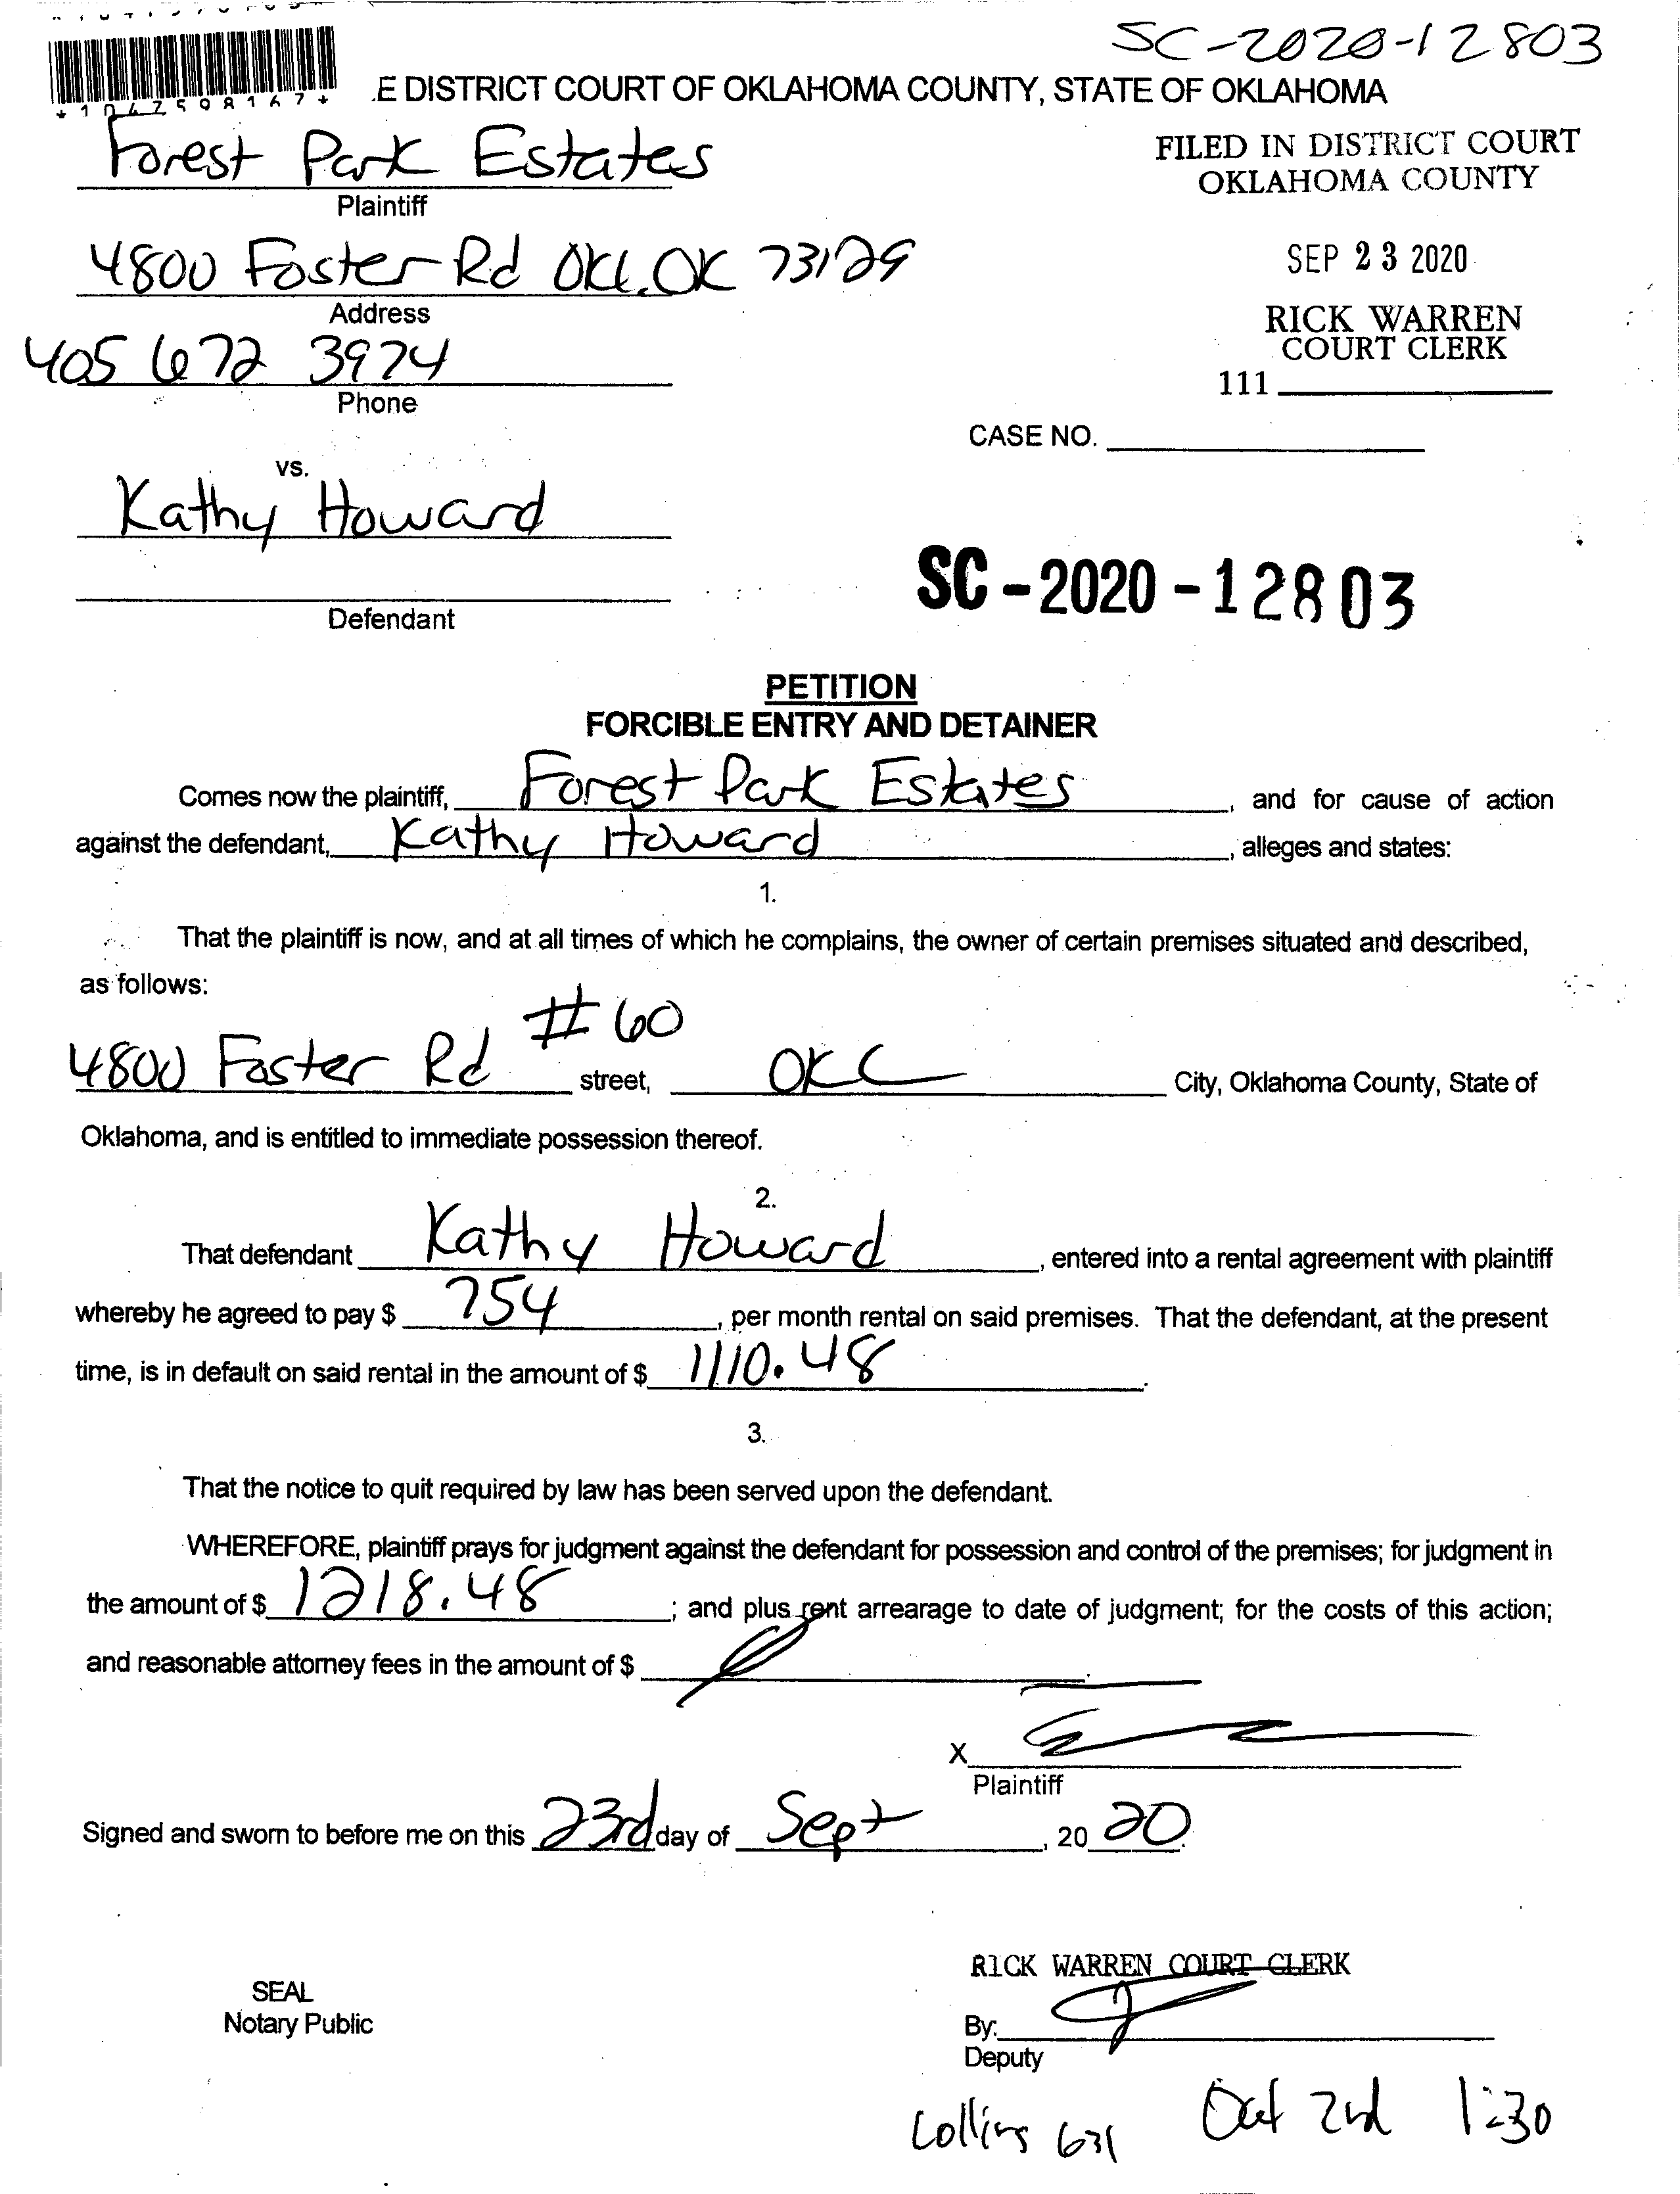 SC-2020-12803
*1047598167*
.E DISTRICT COURT OF OKLAHOMA COUNTY, STATE OF OKLAHOMA
Forest Park Estates
Plaintiff
FILED IN DISTRICT COURT
OKLAHOMA COUNTY
4800 Foster Rd OKC, OK 73129
Address
SEP 23 2020
405 672 3974
Phone
RICK WARREN
COURT CLERK
111
CASE NO.
vs.
Kathy Howard
Defendant
SC-2020-12803
PETITION
FORCIBLE ENTRY AND DETAINER
Comes now the plaintiff, Forest Park Estates, and for cause of action
against the defendant, Kathy Howard, alleges and states:
1.
That the plaintiff is now, and at all times of which he complains, the owner of certain premises situated and described,
as follows:
#60
4800 Foster Rd street, OKC City, Oklahoma County, State of
Oklahoma, and is entitled to immediate possession thereof.
2.
That defendant Kathy Howard, entered into a rental agreement with plaintiff
whereby he agreed to pay $ 754, per month rental on said premises. That the defendant, at the present
time, is in default on said rental in the amount of $ 1110.48.
3.
That the notice to quit required by law has been served upon the defendant.
WHEREFORE, plaintiff prays for judgment against the defendant for possession and control of the premises; for judgment in
the amount of $ 1218.48; and plus rent arrearage to date of judgment; for the costs of this action;
and reasonable attorney fees in the amount of $
X
Plaintiff
Signed and sworn to before me on this 23rd day of Sept, 20 20.
RICK WARREN COURT CLERK
SEAL
Notary Public
By:
Deputy
Collins 631 Oct 2nd 1:30